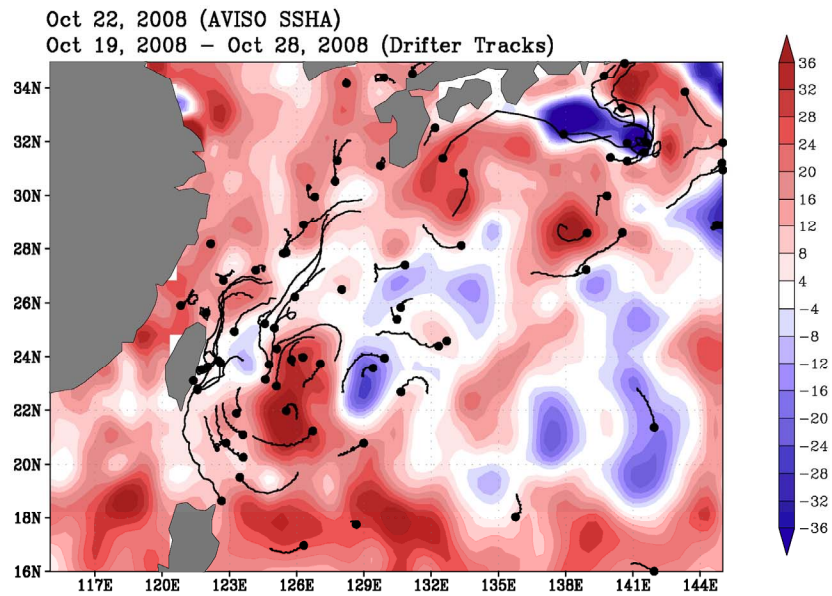 Oct 22, 2008 (AVISO SSHA)
Oct 19, 2008 − Oct 28, 2008 (Drifter Tracks)
34N
32N
30N
28N
26N
24N
22N
20N
18N
16N
117E 120E 123E 126E 129E 132E 135E 138E 141E 144E
36
32
28
24
20
16
12
8
4
−4
−8
−12
−16
−20
−24
−28
−32
−36